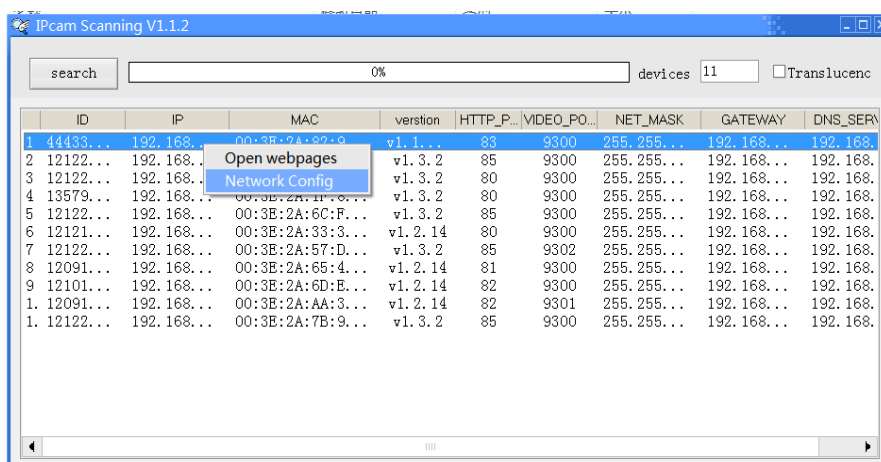 IPcam Scanning V1.1.2
search 0% devices 11 Translucenc
ID IP MAC verstion HTTP_P... VIDEO_PO... NET_MASK GATEWAY DNS_SERV
1 44433... 192.168... 00:3E:2A:82:9 v1.1... 83 9300 255.255... 192.168... 192.168.
Open webpages
2 12122... 192.168... v1.3.2 85 9300 255.255... 192.168... 192.168.
Network Config
3 12122... 192.168... v1.3.2 80 9300 255.255... 192.168... 192.168.
4 13579... 192.168... 00:3E:2A:1F:8... v1.3.2 80 9300 255.255... 192.168... 192.168.
5 12122... 192.168... 00:3E:2A:6C:F... v1.3.2 85 9300 255.255... 192.168... 192.168.
6 12121... 192.168... 00:3E:2A:33:3... v1.2.14 80 9300 255.255... 192.168... 192.168.
7 12122... 192.168... 00:3E:2A:57:D... v1.3.2 85 9302 255.255... 192.168... 192.168.
8 12091... 192.168... 00:3E:2A:65:4... v1.2.14 81 9300 255.255... 192.168... 192.168.
9 12101... 192.168... 00:3E:2A:6D:E... v1.2.14 82 9300 255.255... 192.168... 192.168.
1. 12091... 192.168... 00:3E:2A:AA:3... v1.2.14 82 9301 255.255... 192.168... 192.168.
1. 12122... 192.168... 00:3E:2A:7B:9... v1.3.2 85 9300 255.255... 192.168... 192.168.